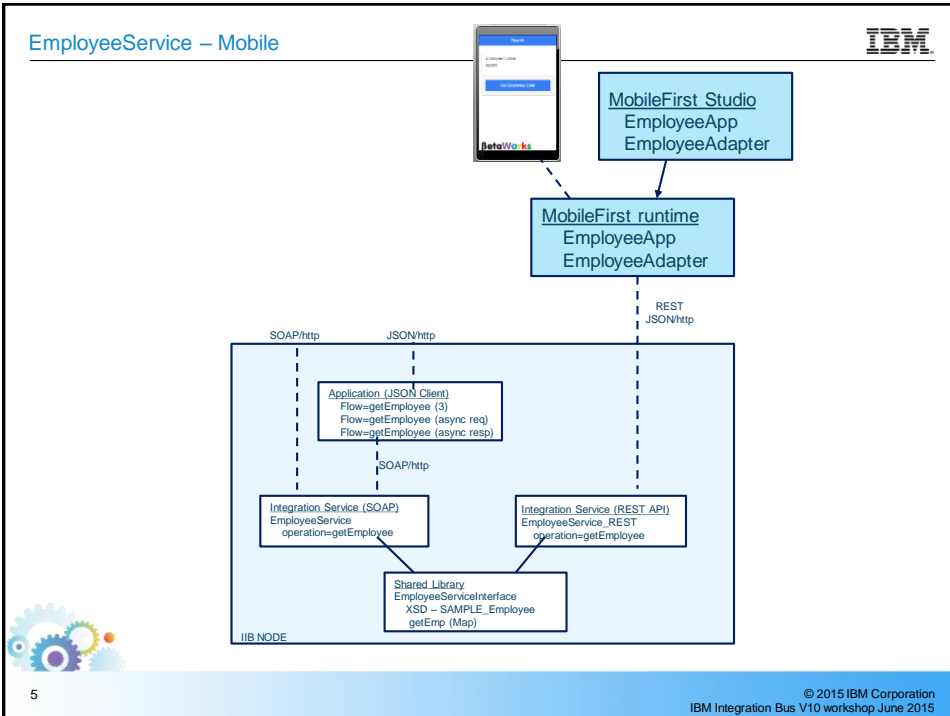 EmployeeService – Mobile
IBM
Search
Employee number
Get Employee Data
BetaWorks
MobileFirst Studio
EmployeeApp
EmployeeAdapter
MobileFirst runtime
EmployeeApp
EmployeeAdapter
REST
JSON/http
SOAP/http
JSON/http
Application (JSON Client)
Flow=getEmployee (3)
Flow=getEmployee (async req)
Flow=getEmployee (async resp)
SOAP/http
Integration Service (SOAP)
EmployeeService
operation=getEmployee
Integration Service (REST API)
EmployeeService_REST
operation=getEmployee
Shared Library
EmployeeServiceInterface
XSD – SAMPLE_Employee
getEmp (Map)
IIB NODE
5
© 2015 IBM Corporation
IBM Integration Bus V10 workshop June 2015